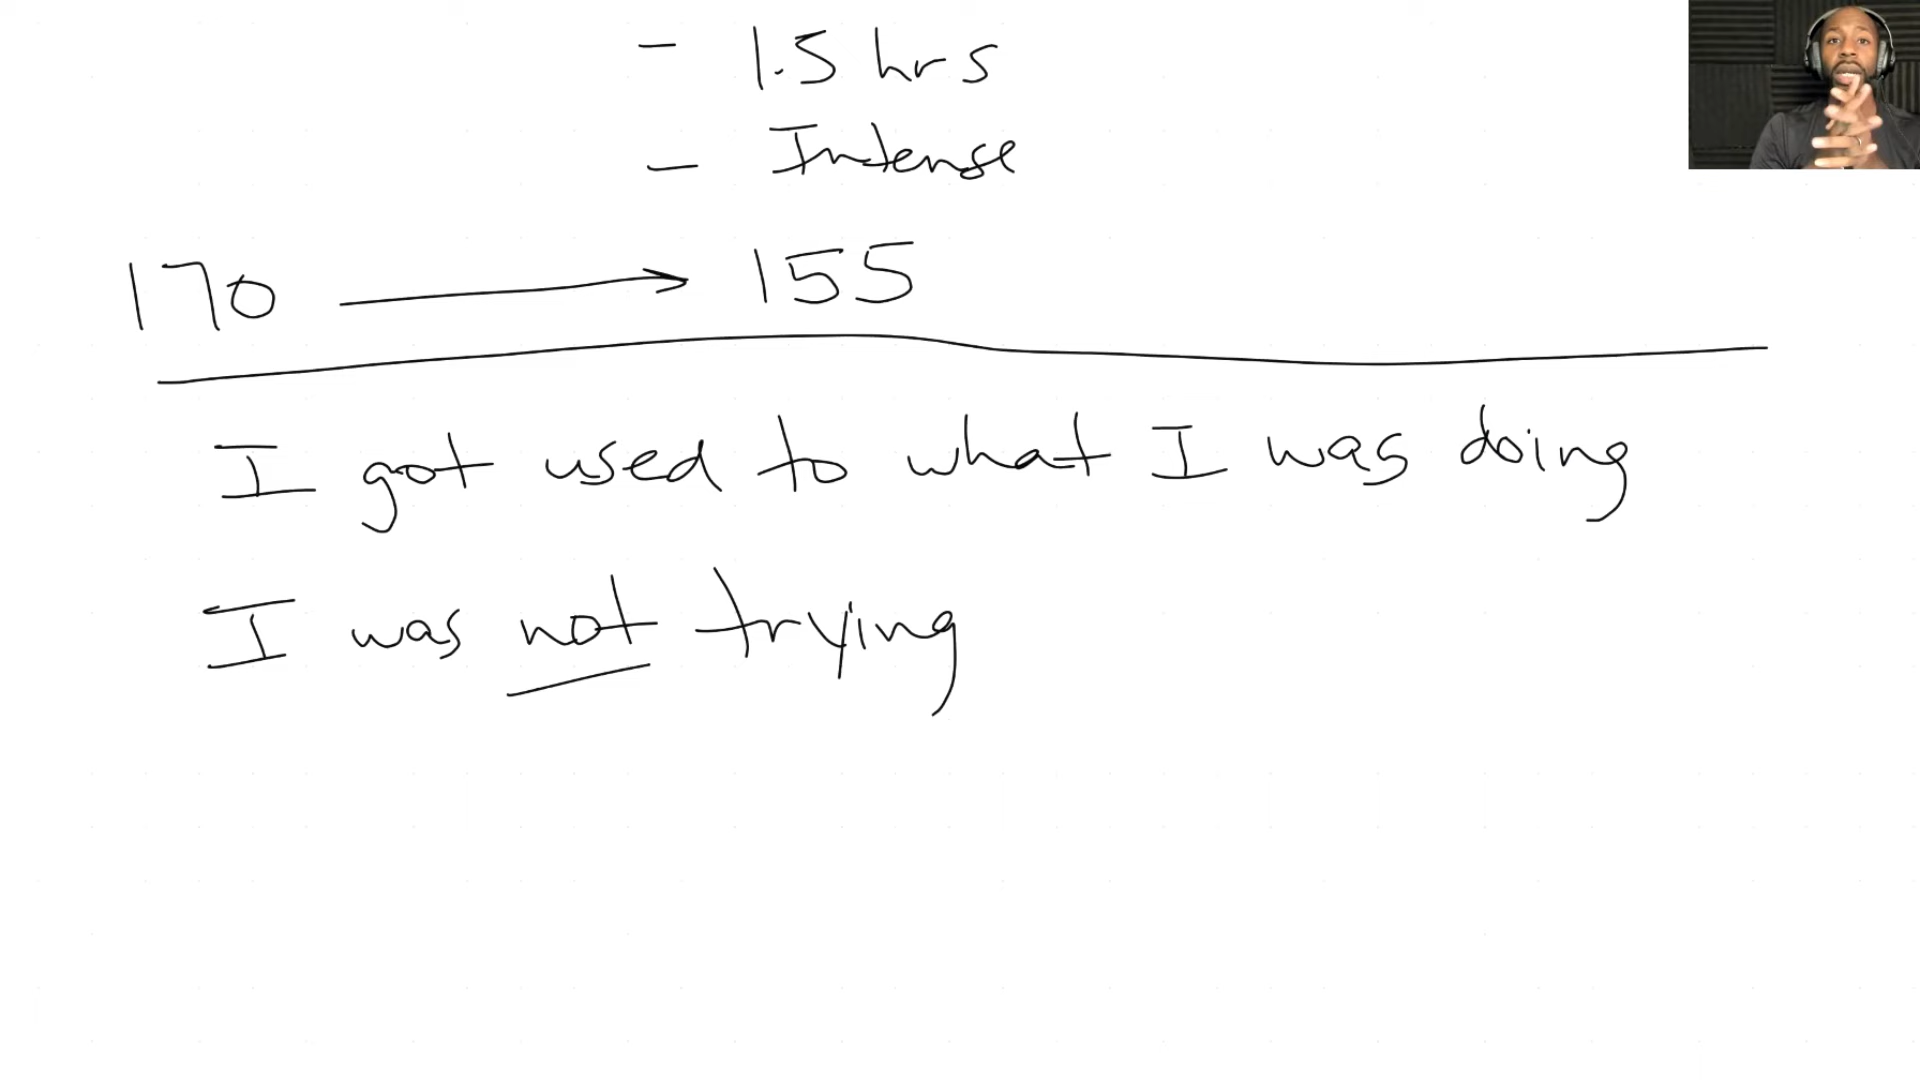 - 1.5 hrs
- Intense
170 → 155
I got used to what I was doing
I was not trying